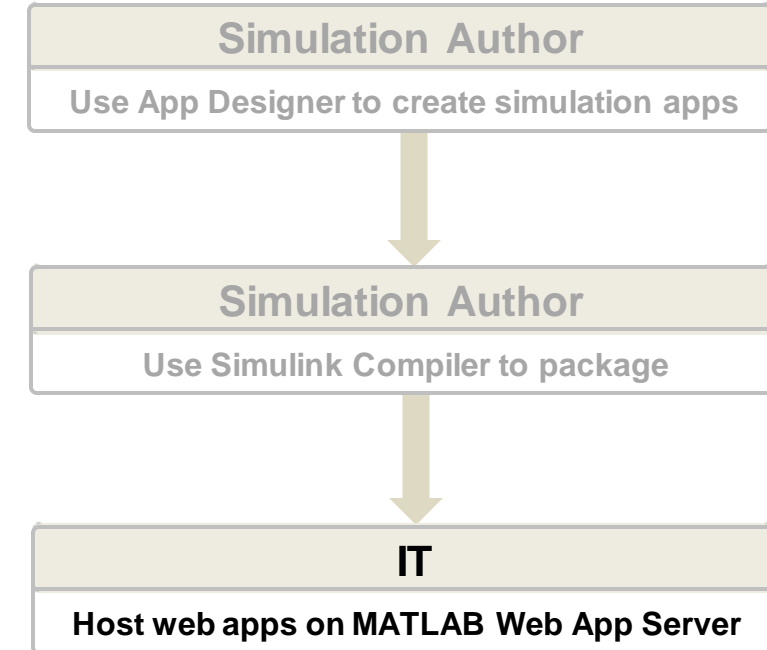 Simulation Author
Use App Designer to create simulation apps
Simulation Author
Use Simulink Compiler to package
IT
Host web apps on MATLAB Web App Server